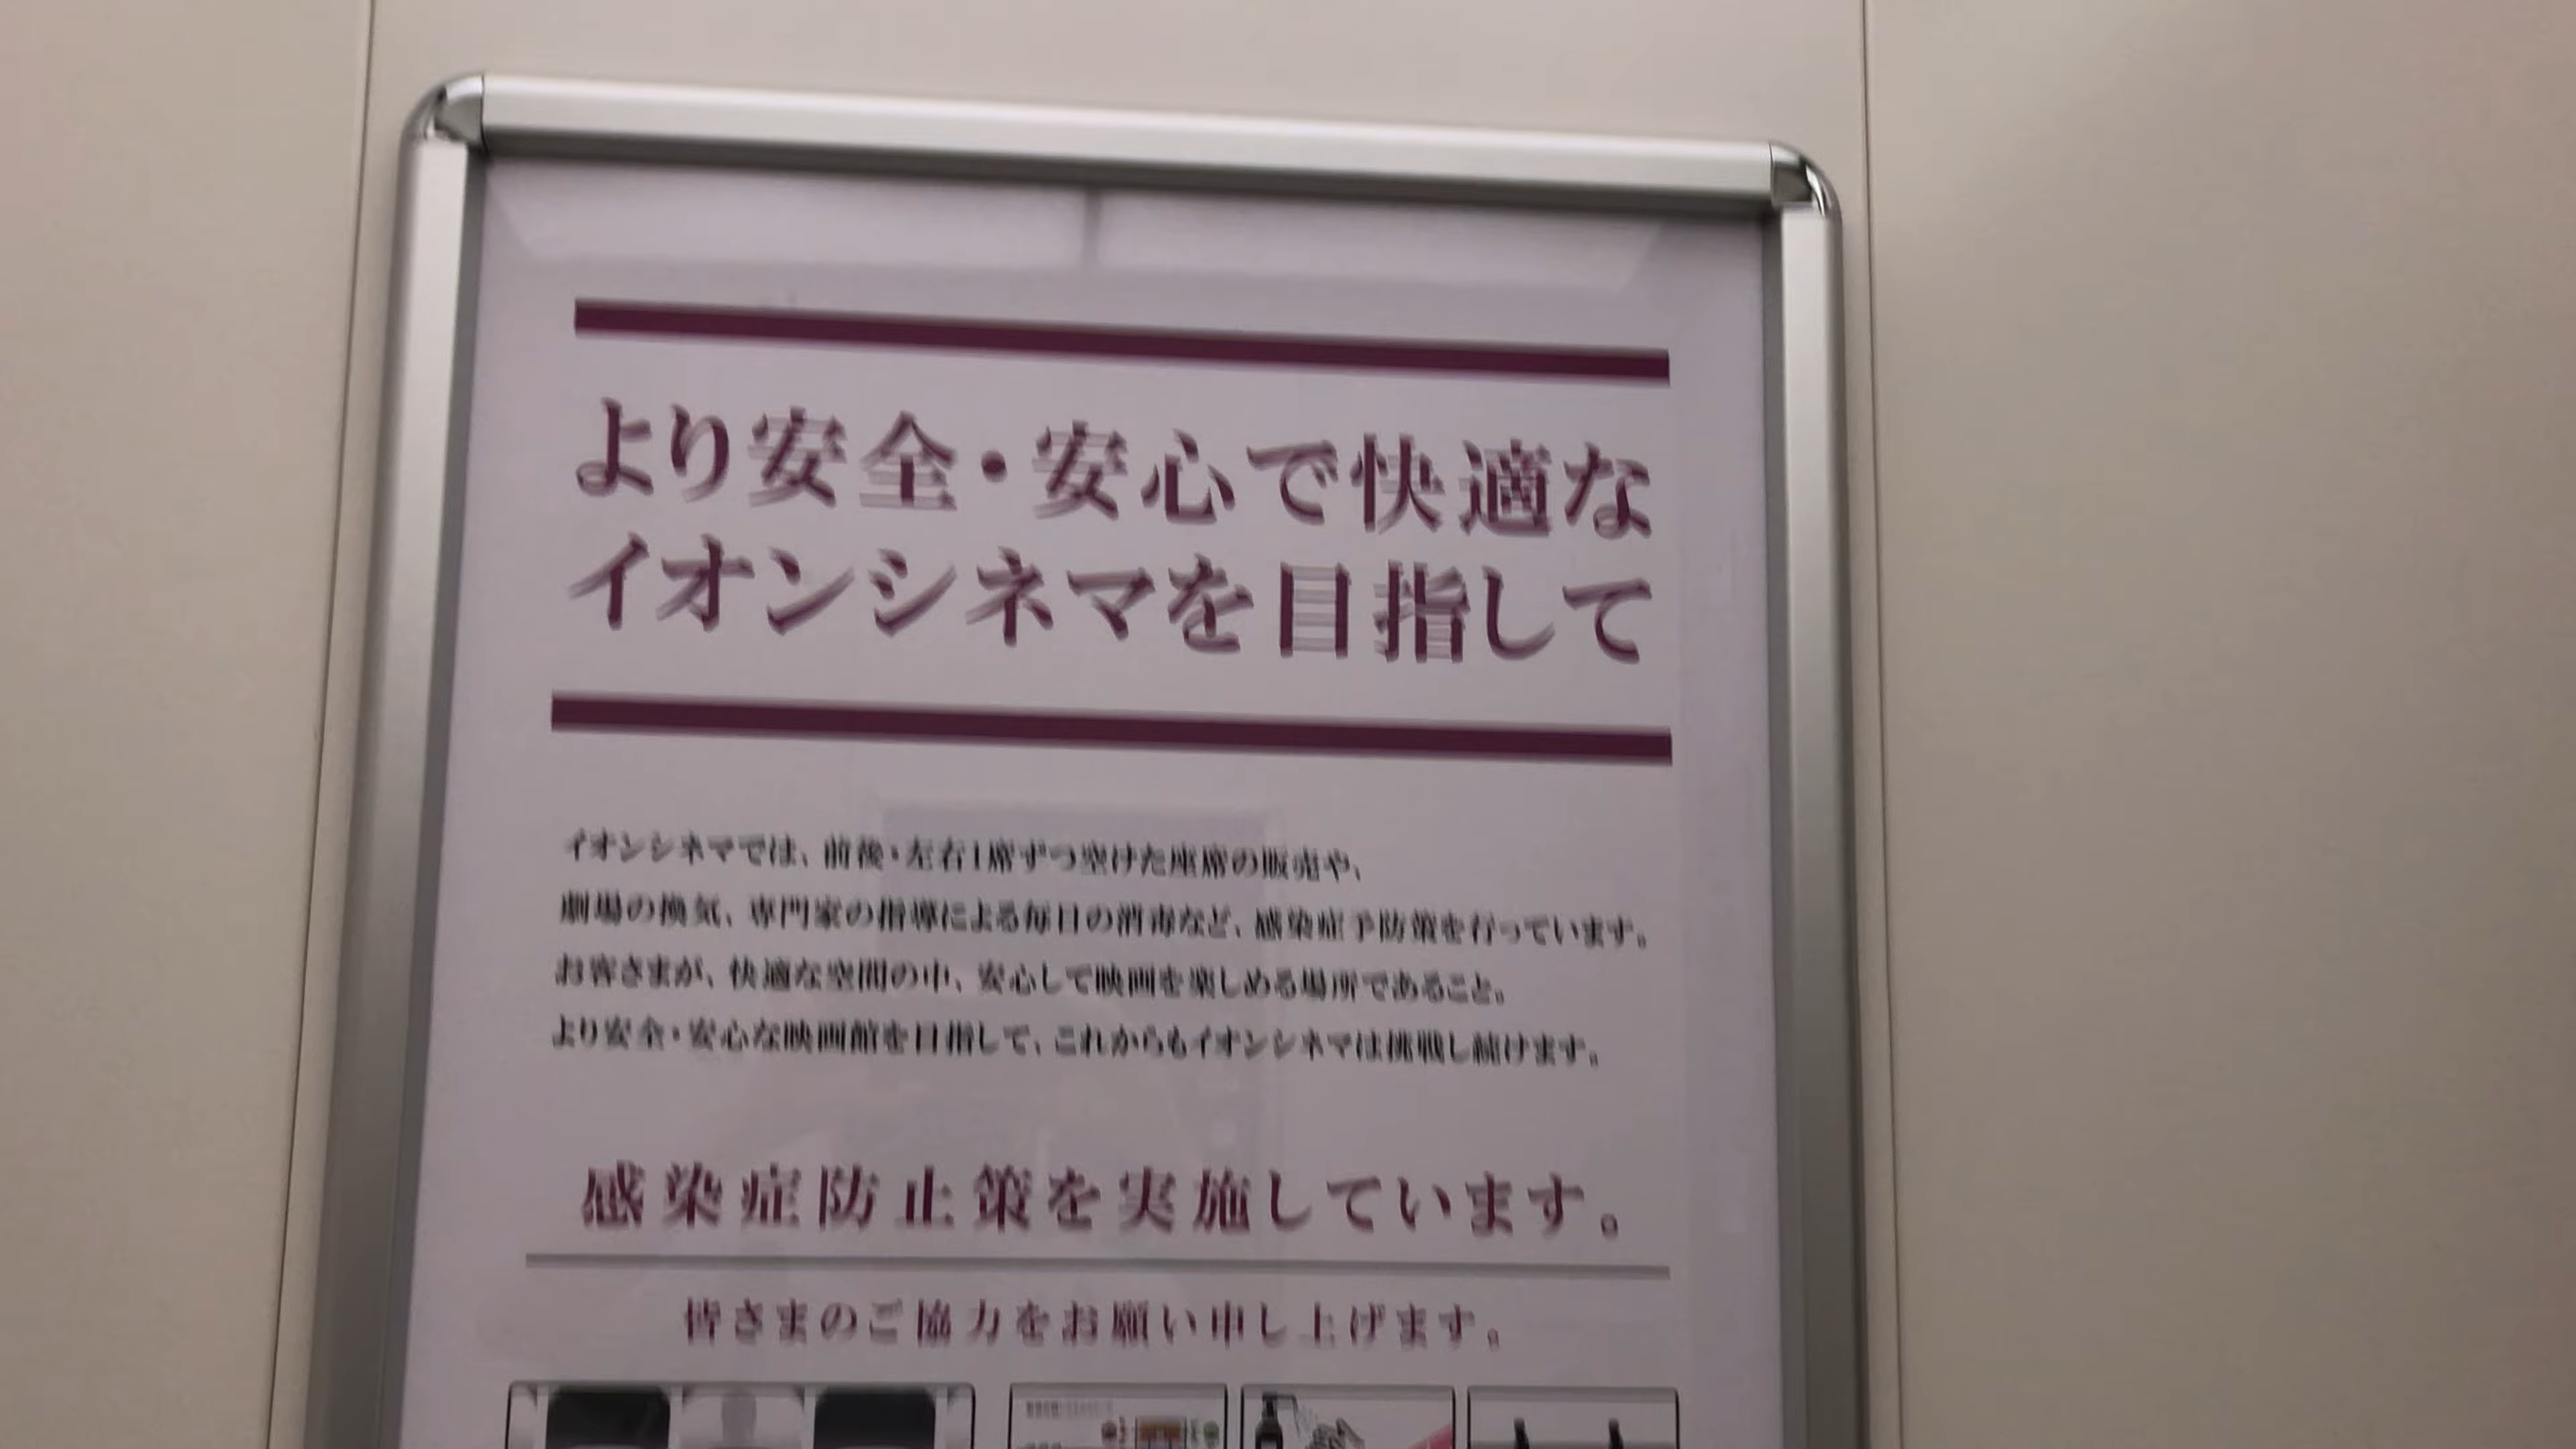 より安全・安心で快適な
イオンシネマを目指して
イオンシネマでは、前後・左右1席ずつ空けた座席の販売や、
劇場の換気、専門家の指導による毎日の消毒など、感染症予防策を行っています。
お客さまが、快適な空間の中、安心して映画を楽しめる場所であること。
より安全・安心な映画館を目指して、これからもイオンシネマは挑戦し続けます。
感染症防止策を実施しています。
皆さまのご協力をお願い申し上げます。